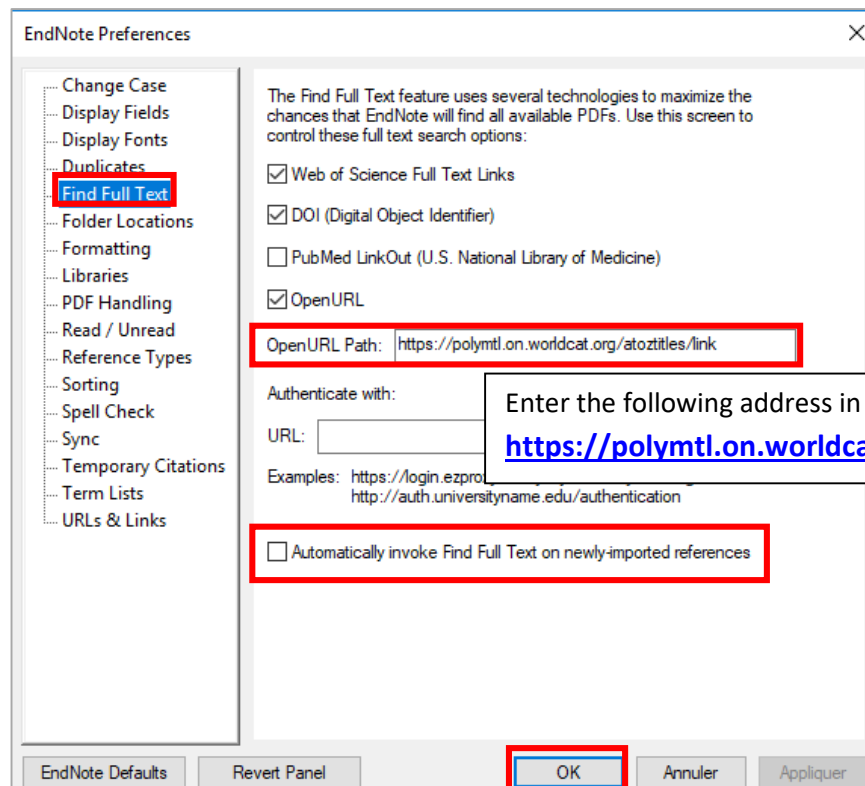 EndNote Preferences
Change Case
Display Fields
Display Fonts
Duplicates
Find Full Text
Folder Locations
Formatting
Libraries
PDF Handling
Read / Unread
Reference Types
Sorting
Spell Check
Sync
Temporary Citations
Term Lists
URLs & Links
The Find Full Text feature uses several technologies to maximize the
chances that EndNote will find all available PDFs. Use this screen to
control these full text search options:
Web of Science Full Text Links
DOI (Digital Object Identifier)
PubMed LinkOut (U.S. National Library of Medicine)
OpenURL
OpenURL Path: https://polymtl.on.worldcat.org/atoztitles/link
Authenticate with:
Enter the following address in
URL:
https://polymtl.on.worldca
Examples: https://login.ezpro
http://auth.universityname.edu/authentication
Automatically invoke Find Full Text on newly-imported references
EndNote Defaults Revert Panel OK Annuler Appliquer